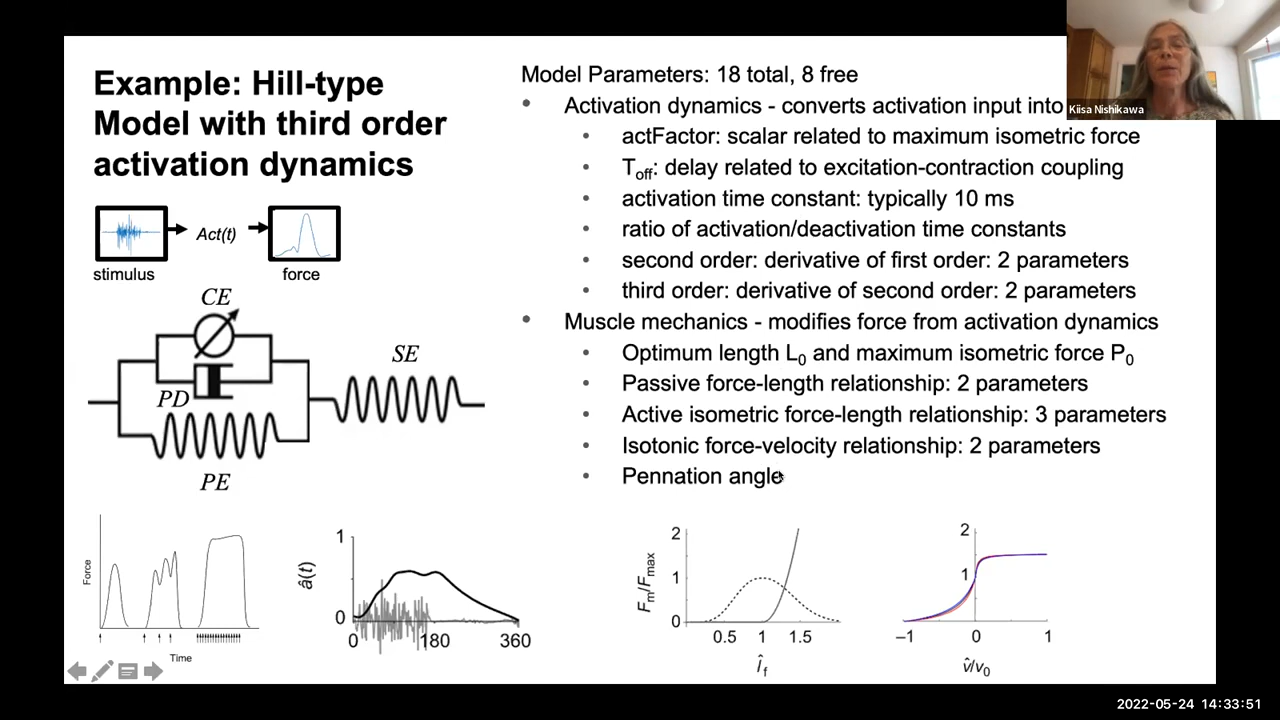 Example: Hill-type
Model with third order
activation dynamics
stimulus
Act(t)
force
CE
PD
SE
PE
Model Parameters: 18 total, 8 free
• Activation dynamics - converts activation input into
• actFactor: scalar related to maximum isometric force
• Toff: delay related to excitation-contraction coupling
• activation time constant: typically 10 ms
• ratio of activation/deactivation time constants
• second order: derivative of first order: 2 parameters
• third order: derivative of second order: 2 parameters
• Muscle mechanics - modifies force from activation dynamics
• Optimum length L0 and maximum isometric force P0
• Passive force-length relationship: 2 parameters
• Active isometric force-length relationship: 3 parameters
• Isotonic force-velocity relationship: 2 parameters
• Pennation angle
Force
Time
â(t)
1
0
0 180 360
Fm/Fmax
2
1
0
0.5 1 1.5
l̂f
2
1
–1 0 1
v̂/v0
Kiisa Nishikawa
2022-05-24 14:33:51